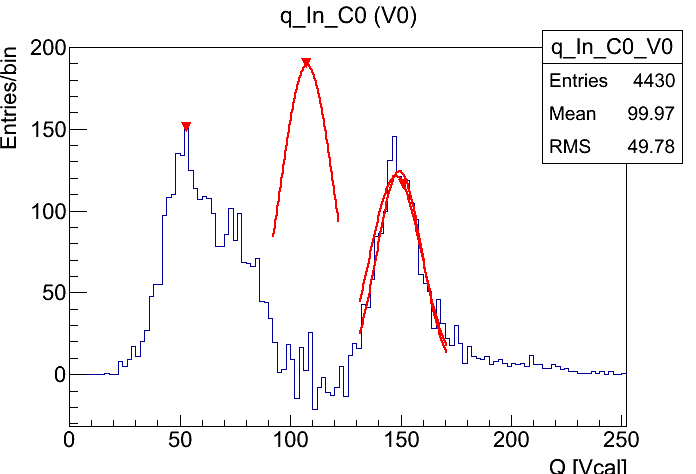 q_In_C0 (V0)
q_In_C0_V0
Entries 4430
Mean 99.97
RMS 49.78
Entries/bin
200
150
100
50
0
0 50 100 150 200 250
Q [Vcal]